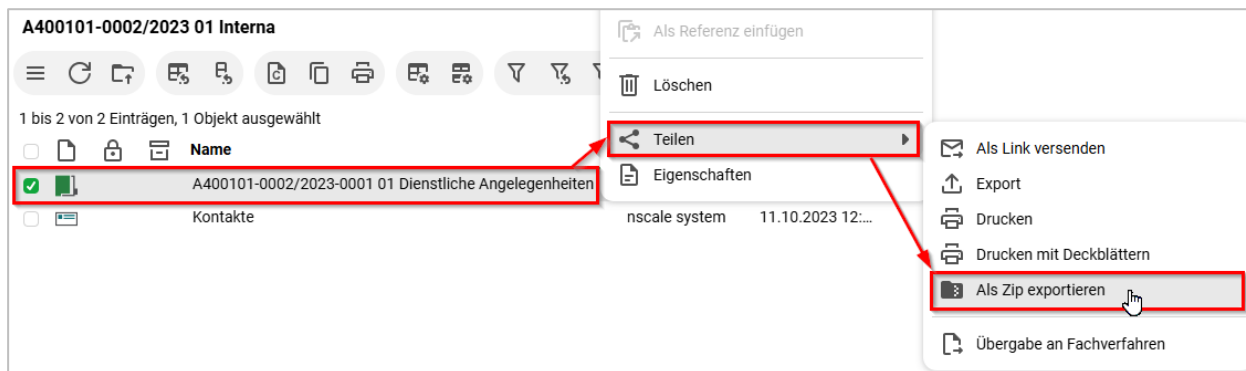 A400101-0002/2023 01 Interna
1 bis 2 von 2 Einträgen, 1 Objekt ausgewählt
Name
A400101-0002/2023-0001 01 Dienstliche Angelegenheiten
Kontakte
nscale system 11.10.2023 12:...
Als Referenz einfügen
Löschen
Teilen
Eigenschaften
Als Link versenden
Export
Drucken
Drucken mit Deckblättern
Als Zip exportieren
Übergabe an Fachverfahren